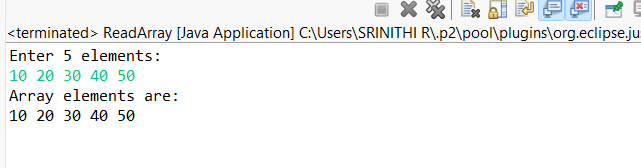 <terminated> ReadArray [Java Application] C:\Users\SRINITHI R\.p2\pool\plugins\org.eclipse.jus
Enter 5 elements:
10 20 30 40 50
Array elements are:
10 20 30 40 50